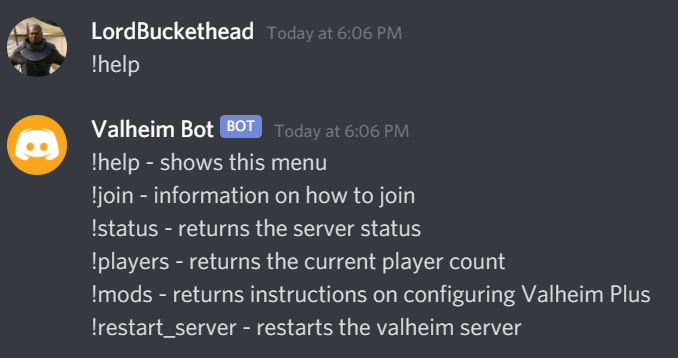 LordBuckethead Today at 6:06 PM
!help
Valheim Bot BOT Today at 6:06 PM
!help - shows this menu
!join - information on how to join
!status - returns the server status
!players - returns the current player count
!mods - returns instructions on configuring Valheim Plus
!restart_server - restarts the valheim server